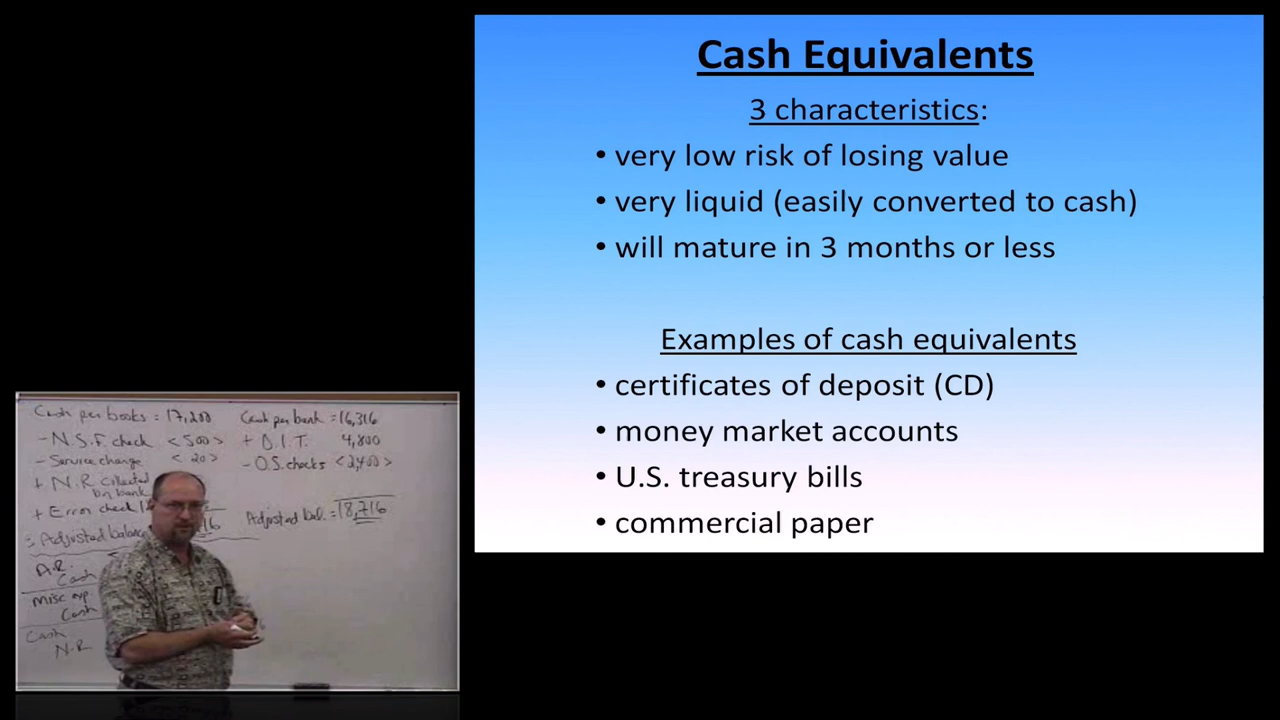 Cash Equivalents
3 characteristics:
• very low risk of losing value
• very liquid (easily converted to cash)
• will mature in 3 months or less
Examples of cash equivalents
• certificates of deposit (CD)
• money market accounts
• U.S. treasury bills
• commercial paper
Cash per books = 17,200
- N.S.F. check <500>
- Service charge <20>
+ N.R. collected
by bank
+ Error check
= Adjusted balance 16
A.R.
Cash
Misc exp
Cash
Cash
N.R.
Cash per bank = 16,316
+ D.I.T. 4,800
- O.S. checks <2,400>
Adjusted bal. = 18,716